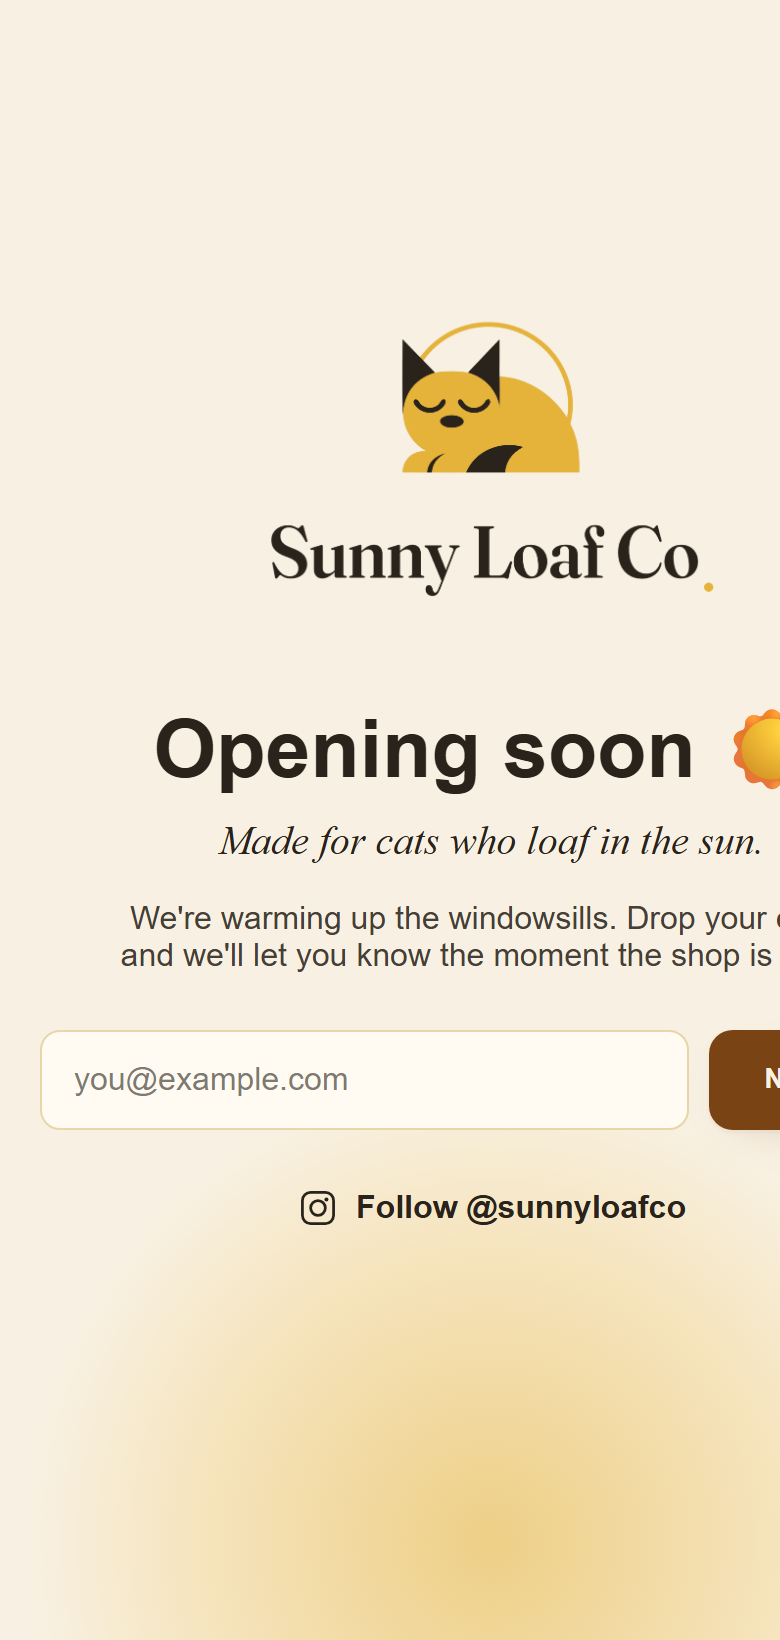 Sunny Loaf Co.
Opening soon
Made for cats who loaf in the sun.
We're warming up the windowsills. Drop your
and we'll let you know the moment the shop is
you@example.com
Follow @sunnyloafco